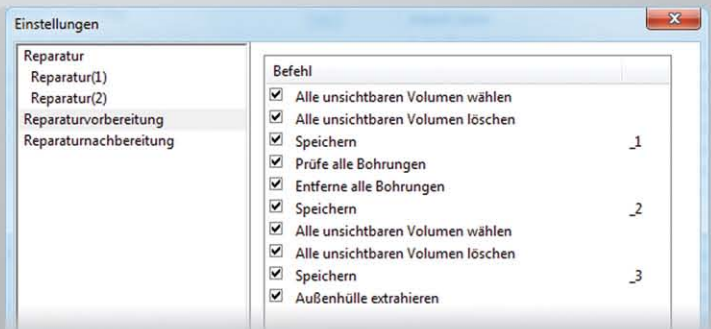 Einstellungen
Reparatur
Reparatur(1)
Reparatur(2)
Reparaturvorbereitung
Reparaturnachbereitung
Befehl
Alle unsichtbaren Volumen wählen
Alle unsichtbaren Volumen löschen
Speichern _1
Prüfe alle Bohrungen
Entferne alle Bohrungen
Speichern _2
Alle unsichtbaren Volumen wählen
Alle unsichtbaren Volumen löschen
Speichern _3
Außenhülle extrahieren